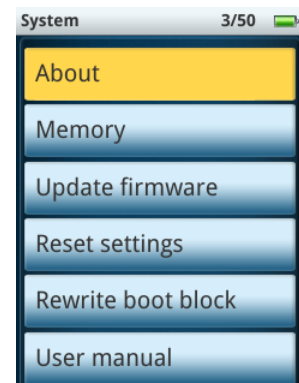 System 3/50
About
Memory
Update firmware
Reset settings
Rewrite boot block
User manual